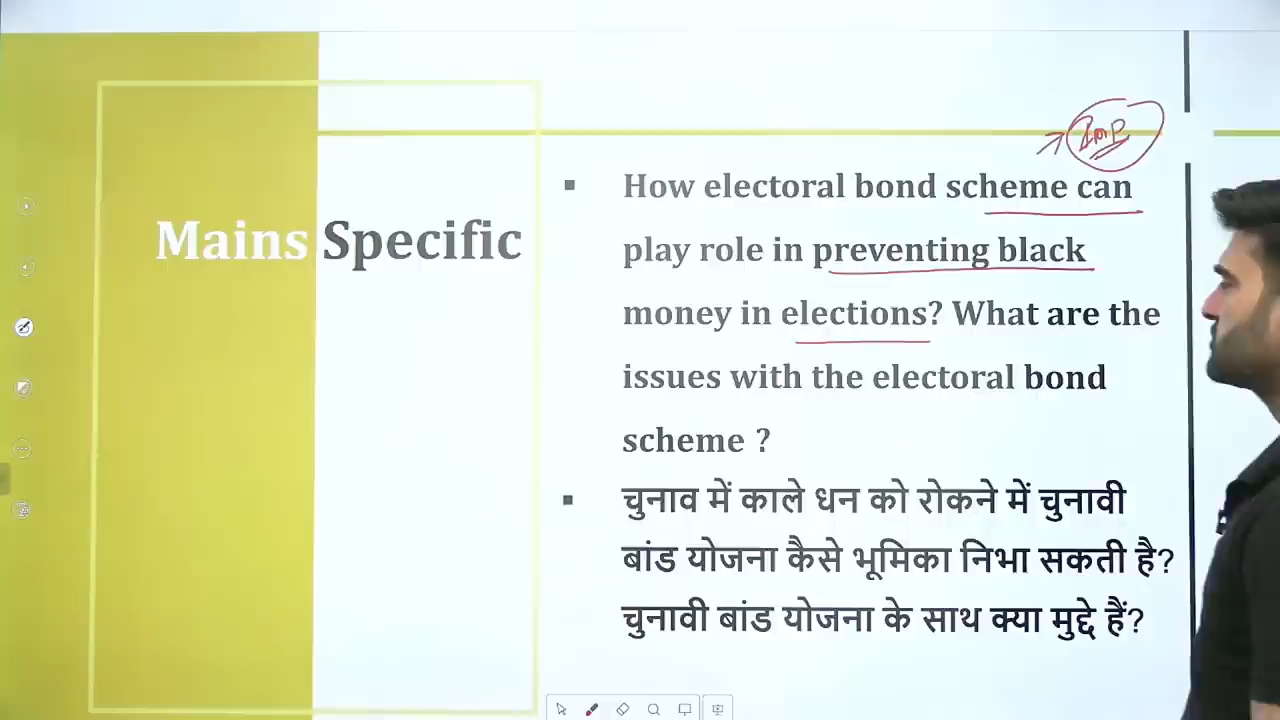 Imp
Mains Specific
▪ How electoral bond scheme can
play role in preventing black
money in elections? What are the
issues with the electoral bond
scheme ?
▪ चुनाव में काले धन को रोकने में चुनावी
बांड योजना कैसे भूमिका निभा सकती है?
चुनावी बांड योजना के साथ क्या मुद्दे हैं?